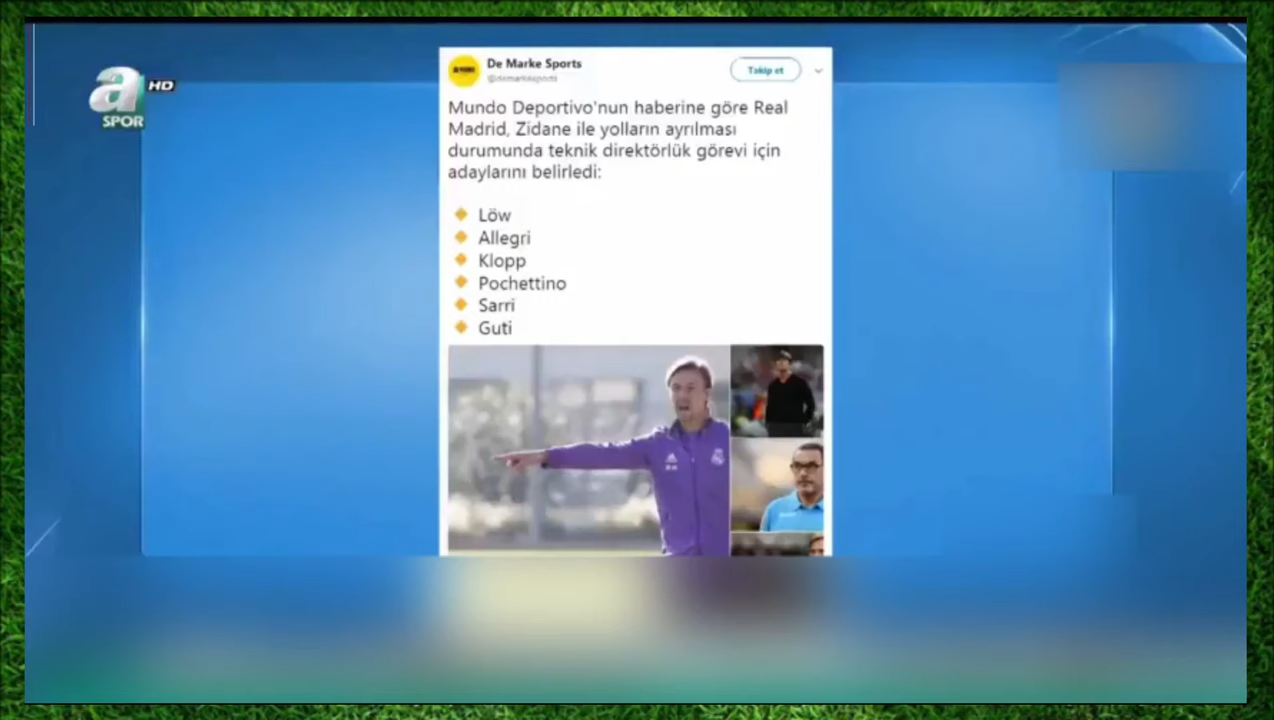 a HD
SPOR
De Marke Sports
@demarkesports
Takip et
Mundo Deportivo'nun haberine göre Real
Madrid, Zidane ile yolların ayrılması
durumunda teknik direktörlük görevi için
adaylarını belirledi:
Löw
Allegri
Klopp
Pochettino
Sarri
Guti